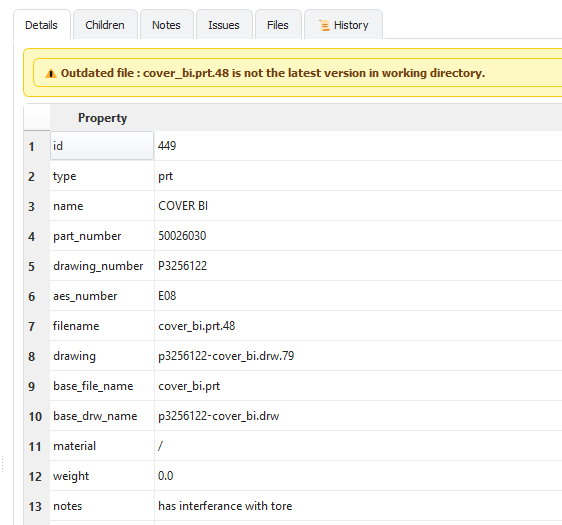 Details Children Notes Issues Files History
Outdated file : cover_bi.prt.48 is not the latest version in working directory.
Property
1 id 449
2 type prt
3 name COVER BI
4 part_number 50026030
5 drawing_number P3256122
6 aes_number E08
7 filename cover_bi.prt.48
8 drawing p3256122-cover_bi.drw.79
9 base_file_name cover_bi.prt
10 base_drw_name p3256122-cover_bi.drw
11 material /
12 weight 0.0
13 notes has interferance with tore